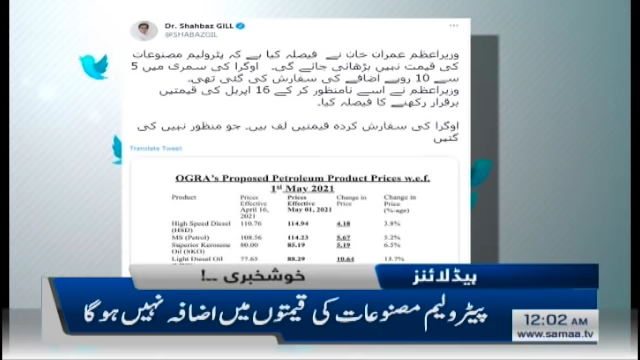 Dr. Shahbaz GILL
@SHABAZGIL
وزیراعظم عمران خان نے فیصلہ کیا ہے کہ پٹرولیم مصنوعات
کی قیمت نہیں بڑھائی جائے گی۔ اوگرا کی سمری میں 5
سے 10 روپے اضافے کی سفارش کی گئی تھی۔
وزیراعظم نے اسے نامنظور کر کے 16 اپریل کی قیمتیں
برقرار رکھنے کا فیصلہ کیا۔
اوگرا کی سفارش کردہ قیمتیں لف ہیں۔ جو منظور نہیں کی
گئیں
Translate Tweet
OGRA's Proposed Petroleum Product Prices w.e.f.
1st May 2021
Product Prices Effective April 16, 2021 Prices Effective May 01, 2021 Change in Price Change in Price (%-age)
High Speed Diesel (HSD) 110.76 114.94 4.18 3.8%
MS (Petrol) 108.56 114.23 5.67 5.2%
Superior Kerosene Oil (SKO) 80.00 85.19 5.19 6.5%
Light Diesel Oil 77.65 88.29 10.64 13.7%
خوشخبری --..! ہیڈلائنز
پیٹرولیم مصنوعات کی قیمتوں میں اضافہ نہیں ہوگا
12:02 AM
www.samaa.tv